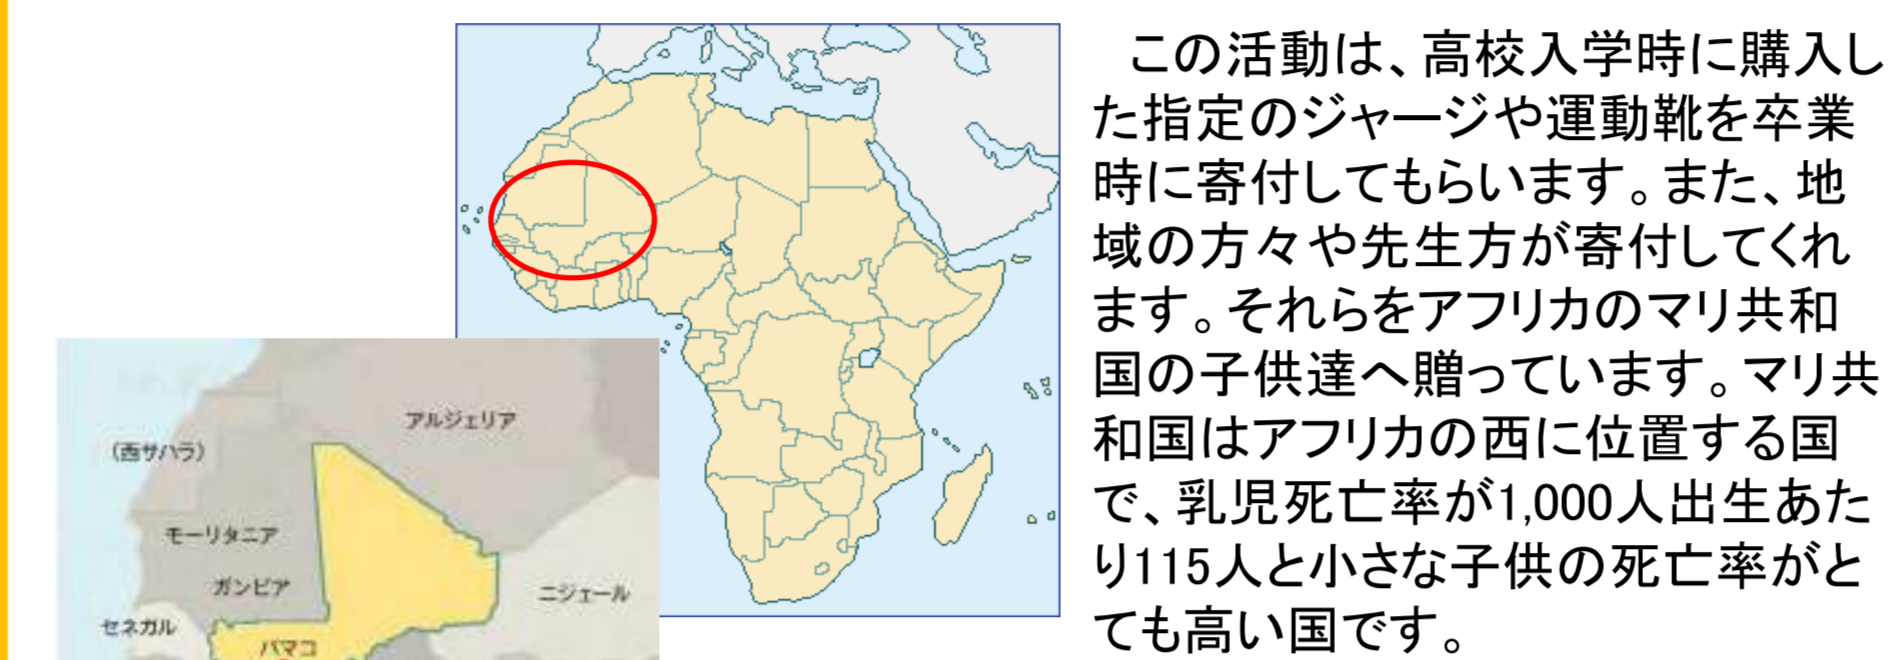 この活動は、高校入学時に購入し
た指定のジャージや運動靴を卒業
時に寄付してもらいます。また、地
域の方々や先生方が寄付してくれ
ます。それらをアフリカのマリ共和
国の子供達へ贈っています。マリ共
和国はアフリカの西に位置する国
で、乳児死亡率が1,000人出生あた
り115人と小さな子供の死亡率がと
ても高い国です。
アルジェリア
(西サハラ)
モーリタニア
ガンビア
ニジェール
セネガル
バマコ